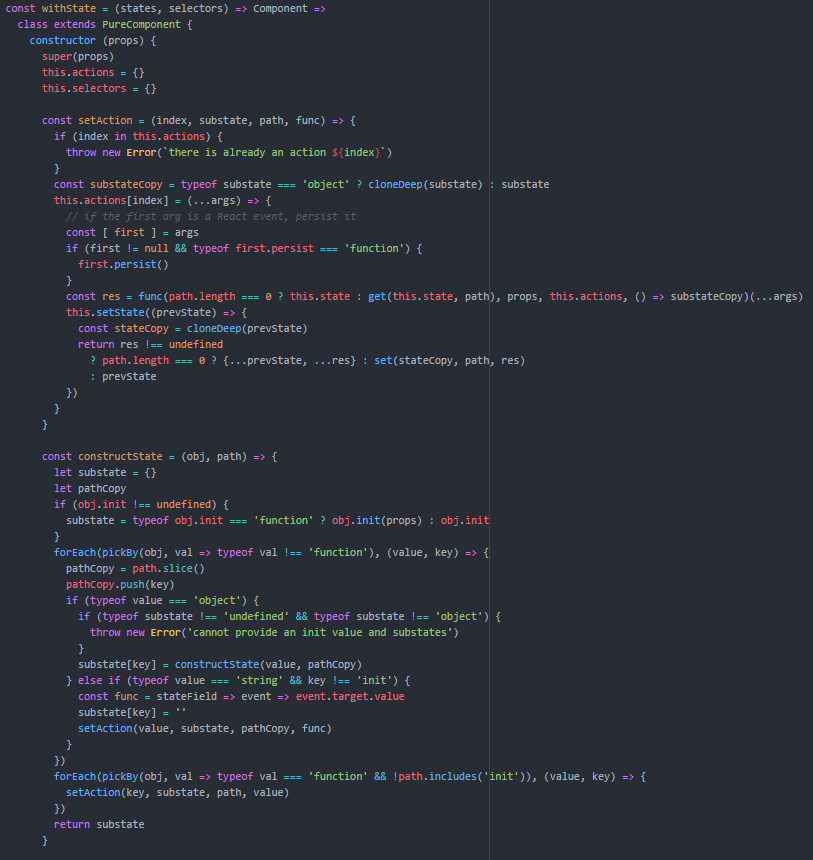 const withState = (states, selectors) => Component =>
  class extends PureComponent {
    constructor (props) {
      super(props)
      this.actions = {}
      this.selectors = {}

      const setAction = (index, substate, path, func) => {
        if (index in this.actions) {
          throw new Error(`there is already an action ${index}`)
        }
        const substateCopy = typeof substate === 'object' ? cloneDeep(substate) : substate
        this.actions[index] = (...args) => {
          // if the first arg is a React event, persist it
          const [ first ] = args
          if (first != null && typeof first.persist === 'function') {
            first.persist()
          }
          const res = func(path.length === 0 ? this.state : get(this.state, path), props, this.actions, () => substateCopy)(...args)
          this.setState((prevState) => {
            const stateCopy = cloneDeep(prevState)
            return res !== undefined
              ? path.length === 0 ? {...prevState, ...res} : set(stateCopy, path, res)
              : prevState
          })
        }
      }

      const constructState = (obj, path) => {
        let substate = {}
        let pathCopy
        if (obj.init !== undefined) {
          substate = typeof obj.init === 'function' ? obj.init(props) : obj.init
        }
        forEach(pickBy(obj, val => typeof val !== 'function'), (value, key) => {
          pathCopy = path.slice()
          pathCopy.push(key)
          if (typeof value === 'object') {
            if (typeof substate !== 'undefined' && typeof substate !== 'object') {
              throw new Error('cannot provide an init value and substates')
            }
            substate[key] = constructState(value, pathCopy)
          } else if (typeof value === 'string' && key !== 'init') {
            const func = stateField => event => event.target.value
            substate[key] = ''
            setAction(value, substate, pathCopy, func)
          }
        })
        forEach(pickBy(obj, val => typeof val === 'function' && !path.includes('init')), (value, key) => {
          setAction(key, substate, path, value)
        })
        return substate
      }